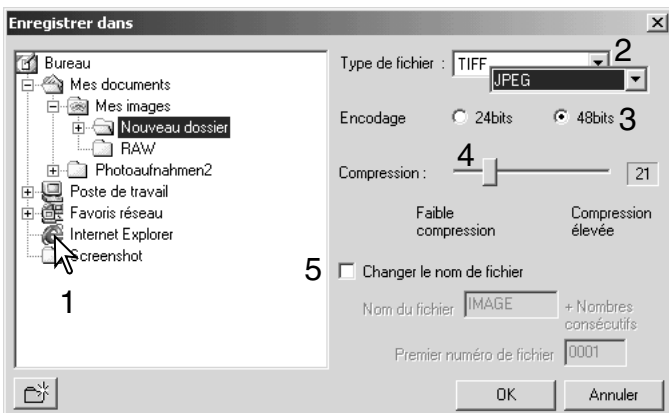 Enregistrer dans
Bureau
Mes documents
Mes images
Nouveau dossier
RAW
Photoaufnahmen2
Poste de travail
Favoris réseau
Internet Explorer
Screenshot
1
Type de fichier : TIFF 2
JPEG
Encodage 24bits 48bits 3
4
Compression : 21
Faible compression
Compression élevée
5 Changer le nom de fichier
Nom du fichier IMAGE + Nombres consécutifs
Premier numéro de fichier 0001
OK Annuler